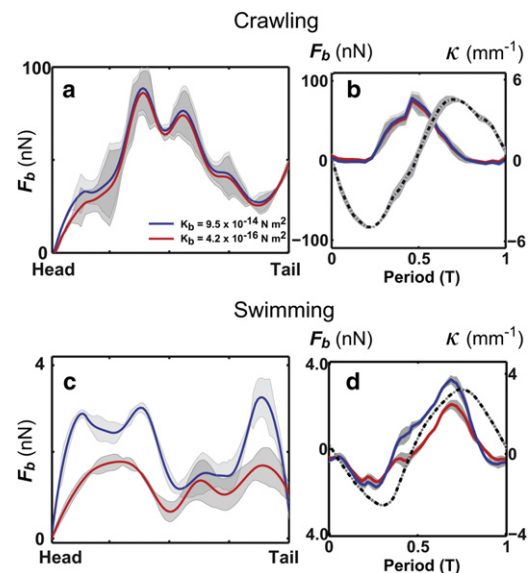 Crawling
a
F_b (nN)
100
0
K_b = 9.5 x 10⁻¹⁴ N m²
K_b = 4.2 x 10⁻¹⁶ N m²
Head
Tail
F_b (nN)
κ (mm⁻¹)
b
100
0
−100
6
0
−6
0
0.5
1
Period (T)
Swimming
c
F_b (nN)
4
2
0
Head
Tail
F_b (nN)
κ (mm⁻¹)
d
4.0
0
4.0
4
0
−4
0
0.5
1
Period (T)